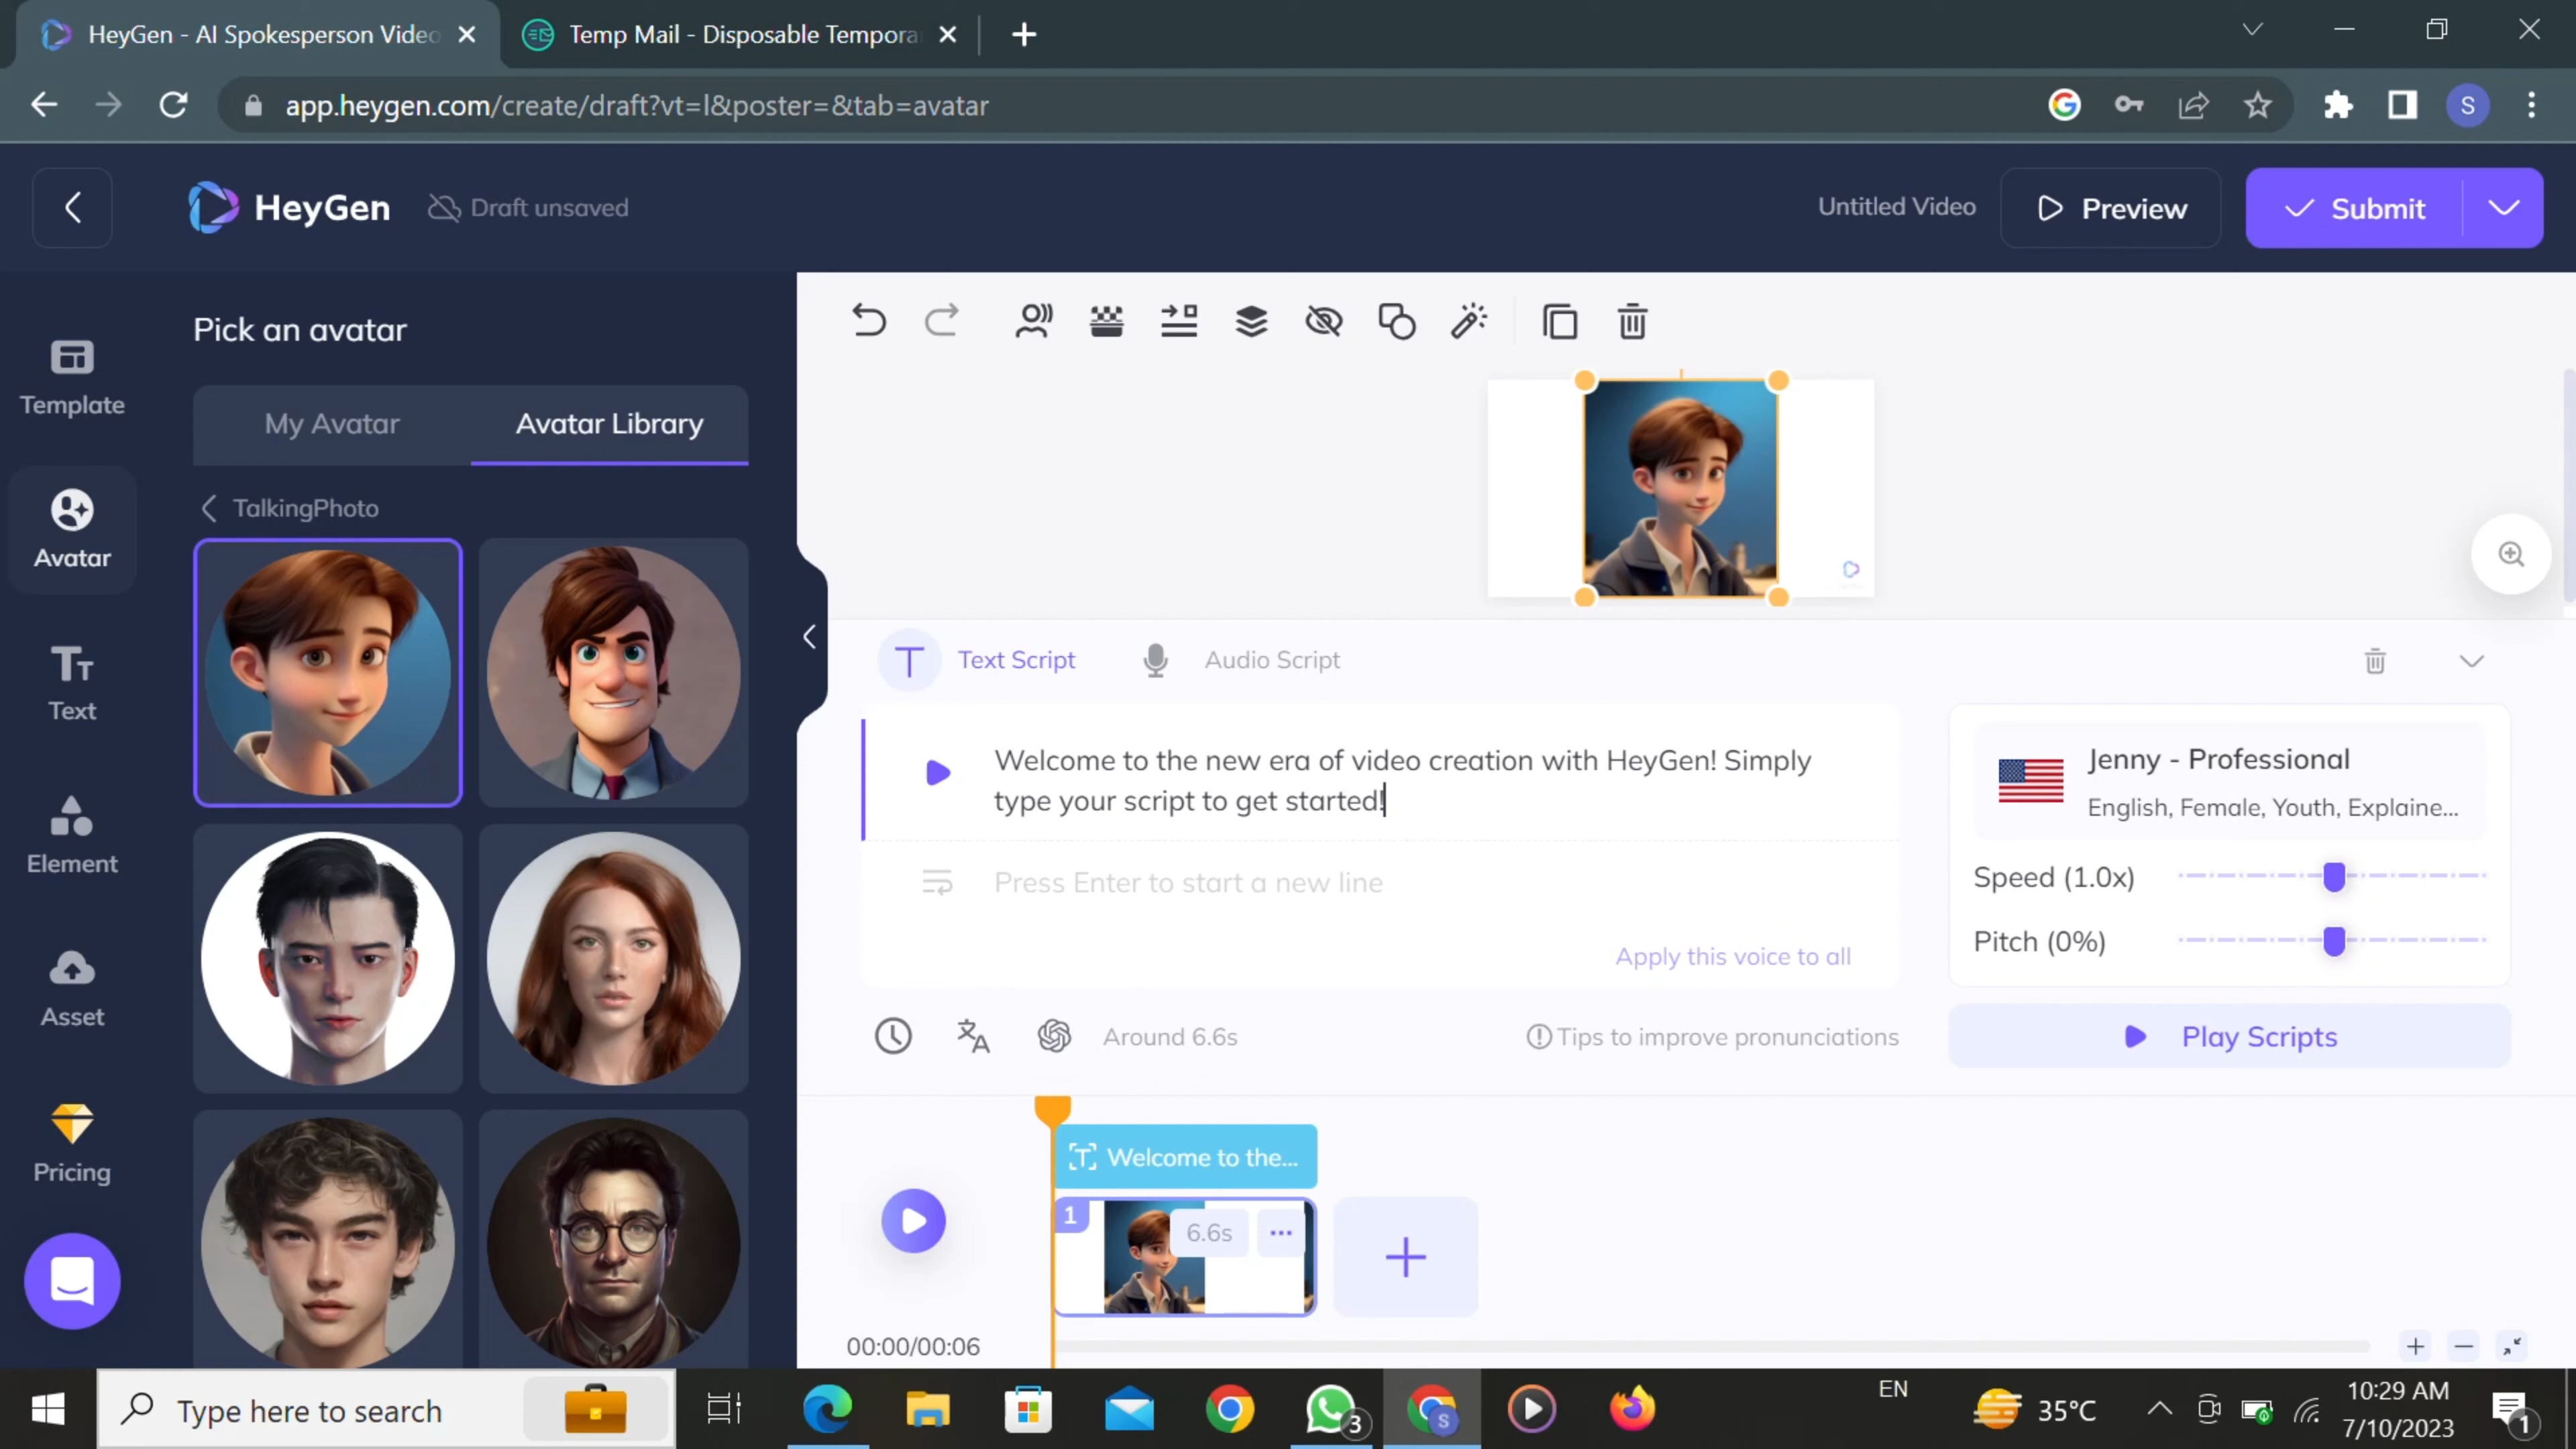 HeyGen - AI Spokesperson Video
Temp Mail - Disposable Tempora
app.heygen.com/create/draft?vt=l&poster=&tab=avatar
S
HeyGen
Draft unsaved
Untitled Video
Preview
Submit
Template
Avatar
Text
Element
Asset
Pricing
Pick an avatar
My Avatar
Avatar Library
TalkingPhoto
Text Script
Audio Script
Welcome to the new era of video creation with HeyGen! Simply
type your script to get started!
Press Enter to start a new line
Apply this voice to all
Jenny - Professional
English, Female, Youth, Explaine...
Speed (1.0x)
Pitch (0%)
Around 6.6s
Tips to improve pronunciations
Play Scripts
Welcome to the...
1
6.6s
00:00/00:06
Type here to search
3
S
EN
35°C
10:29 AM
7/10/2023
1